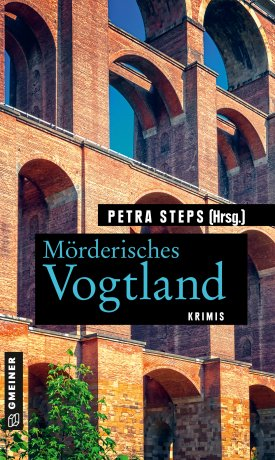 PETRA STEPS (Hrsg.)
Mörderisches
Vogtland
KRIMIS
GMEINER